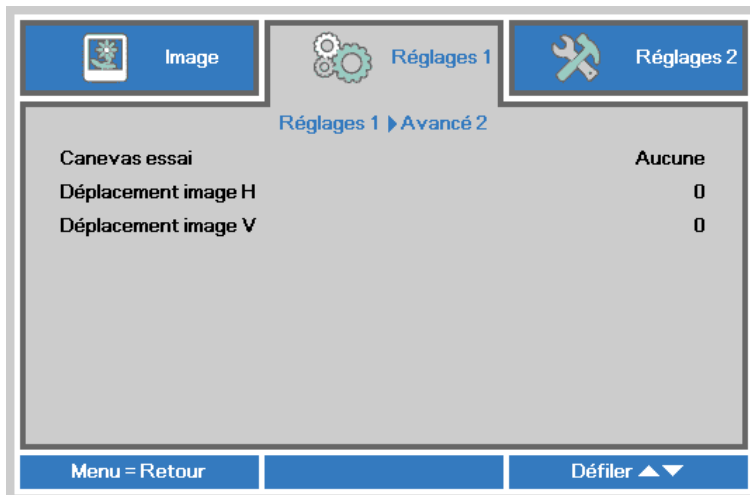 Image
Réglages 1
Réglages 2
Réglages 1 ▶ Avancé 2
Canevas essai Aucune
Déplacement image H 0
Déplacement image V 0
Menu = Retour
Défiler ▲▼